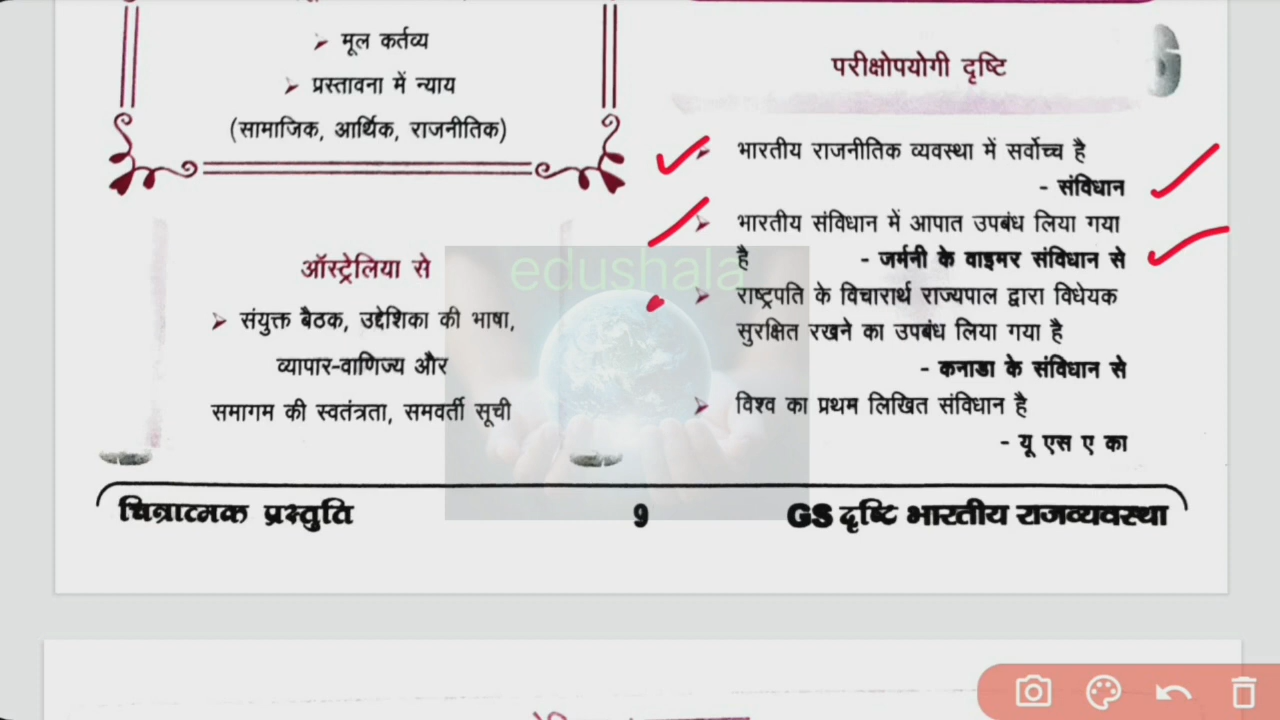 मूल कर्तव्य
प्रस्तावना में न्याय
(सामाजिक, आर्थिक, राजनीतिक)
ऑस्ट्रेलिया से
संयुक्त बैठक, उद्देशिका की भाषा,
व्यापार-वाणिज्य और
समागम की स्वतंत्रता, समवर्ती सूची
परीक्षोपयोगी दृष्टि
भारतीय राजनीतिक व्यवस्था में सर्वोच्च है
- संविधान
भारतीय संविधान में आपात उपबंध लिया गया
है - जर्मनी के वाइमर संविधान से
राष्ट्रपति के विचारार्थ राज्यपाल द्वारा विधेयक
सुरक्षित रखने का उपबंध लिया गया है
- कनाडा के संविधान से
विश्व का प्रथम लिखित संविधान है
- यू एस ए का
edushala
चित्रात्मक प्रस्तुति 9 GS दृष्टि भारतीय राजव्यवस्था